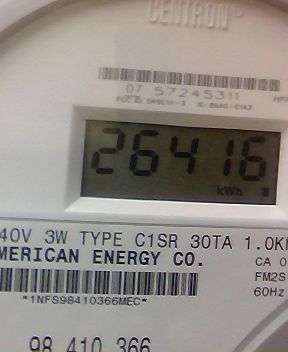 CENTRON
07 57245311
26416
kWh
40V 3W TYPE C1SR 30TA 1.0K
MERICAN ENERGY CO.
CA 0
FM2S
60Hz
*1NFS98410366MEC*
98 410 366